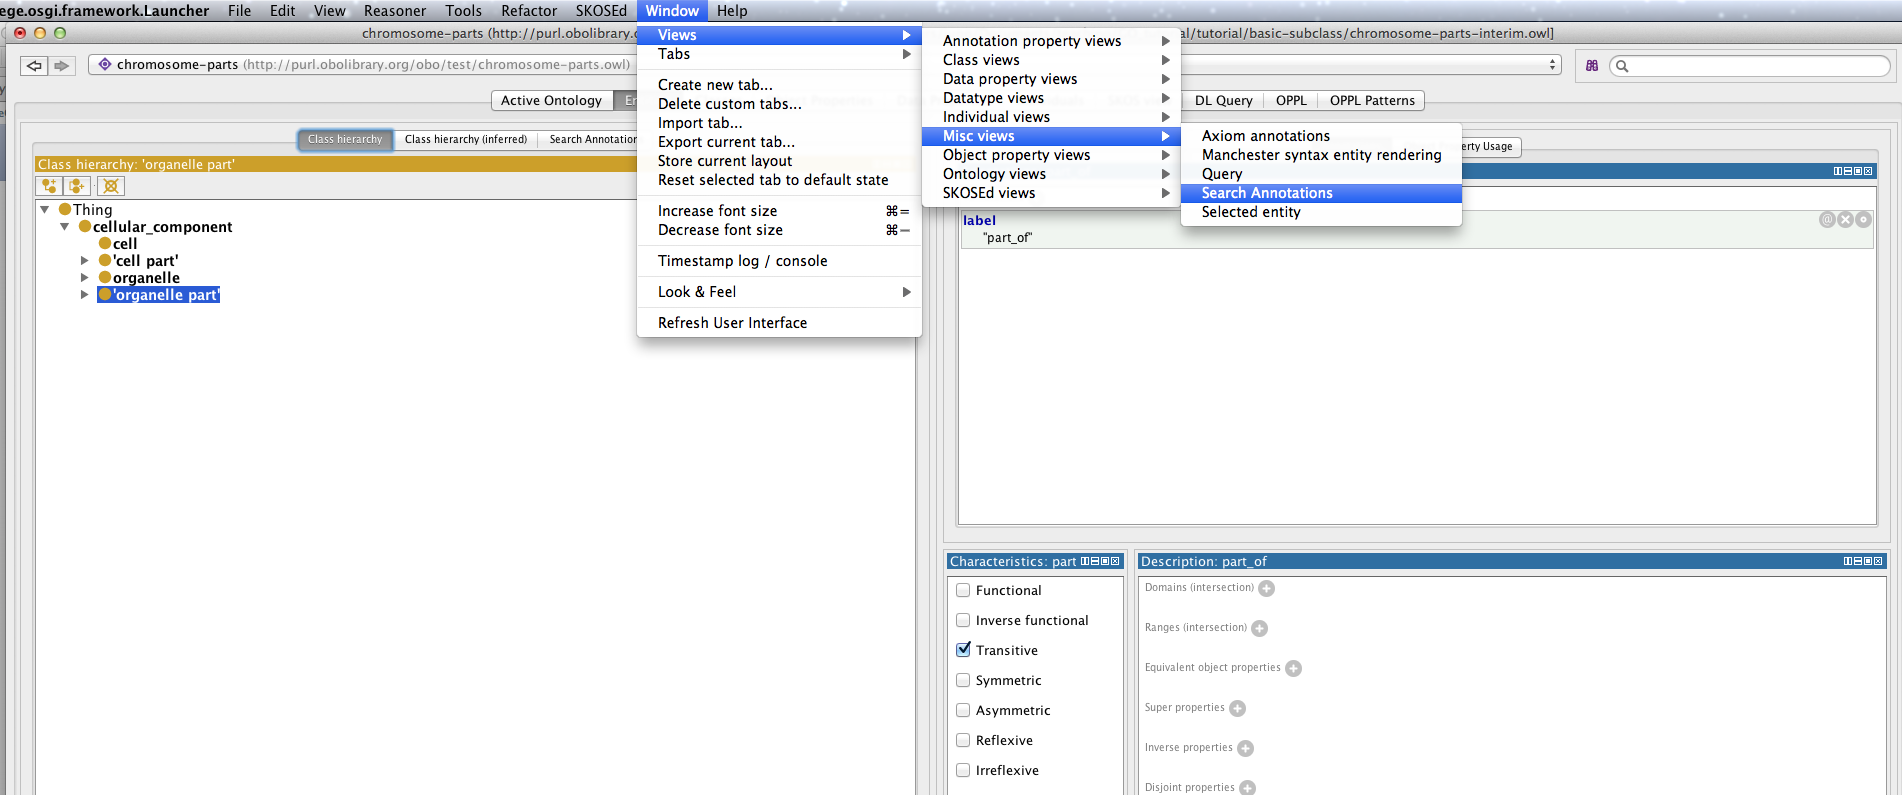 ege.osgi.framework.Launcher File Edit View Reasoner Tools Refactor SKOSEd Window Help
chromosome-parts (http://purl.obolibrary.o
al/tutorial/basic-subclass/chromosome-parts-interim.owl]
chromosome-parts (http://purl.obolibrary.org/obo/test/chromosome-parts.owl)
Active Ontology En DL Query OPPL OPPL Patterns
Class hierarchy Class hierarchy (inferred) Search Annotation
Class hierarchy: 'organelle part'
Thing
cellular_component
cell
'cell part'
organelle
'organelle part'
Views
Tabs
Create new tab...
Delete custom tabs...
Import tab...
Export current tab...
Store current layout
Reset selected tab to default state
Increase font size ⌘=
Decrease font size ⌘−
Timestamp log / console
Look & Feel
Refresh User Interface
Annotation property views
Class views
Data property views
Datatype views
Individual views
Misc views
Object property views
Ontology views
SKOSEd views
Axiom annotations
Manchester syntax entity rendering
Query
Search Annotations
Selected entity
perty Usage
label
"part_of"
Characteristics: part
Functional
Inverse functional
Transitive
Symmetric
Asymmetric
Reflexive
Irreflexive
Description: part_of
Domains (intersection)
Ranges (intersection)
Equivalent object properties
Super properties
Inverse properties
Disjoint properties